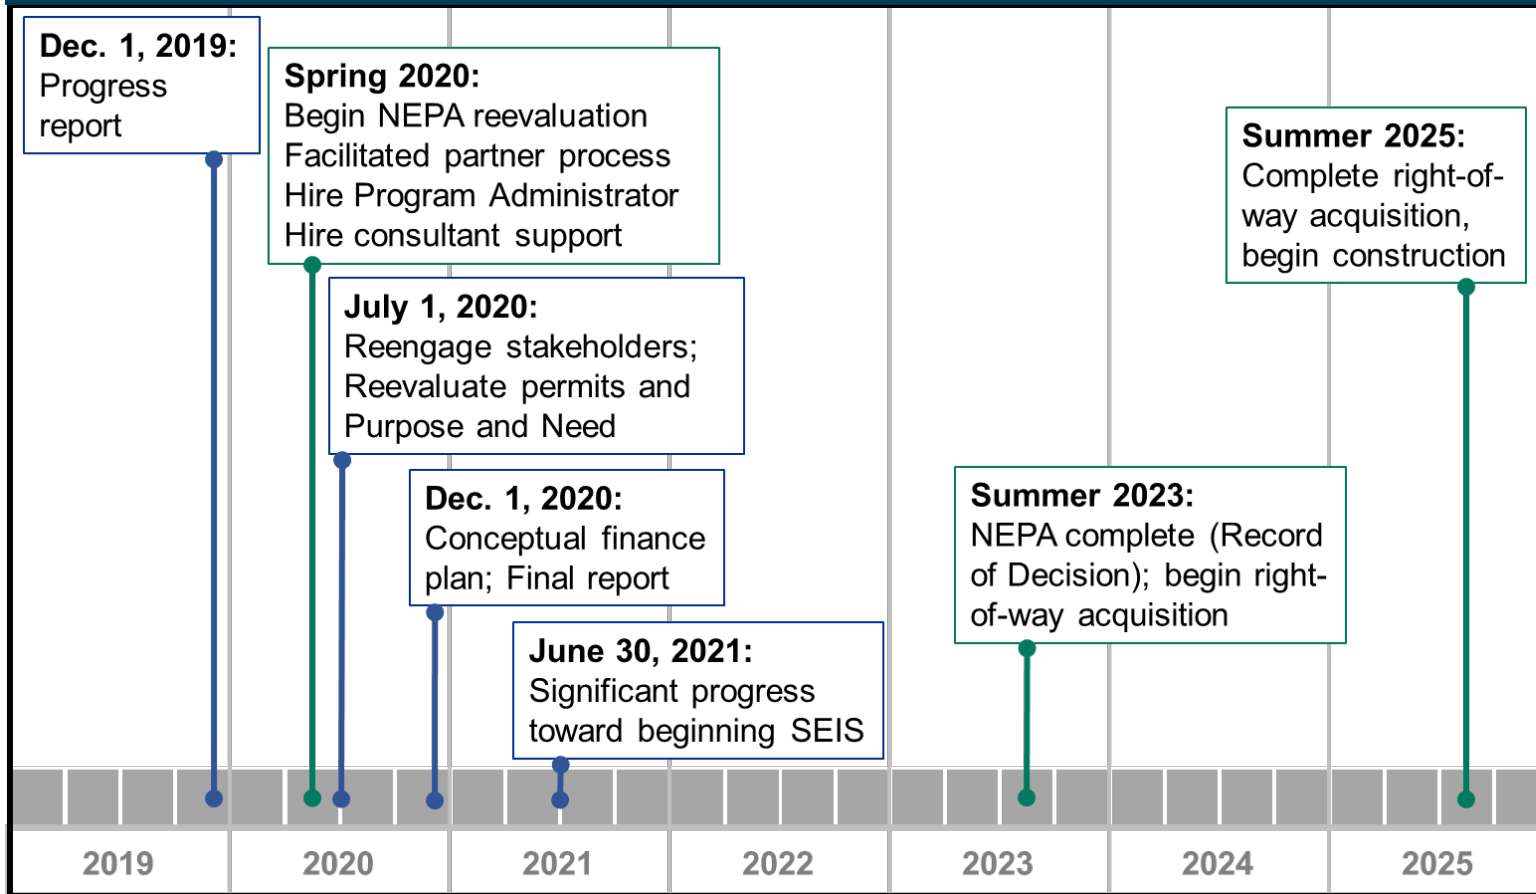 Dec. 1, 2019:
Progress
report
Spring 2020:
Begin NEPA reevaluation
Facilitated partner process
Hire Program Administrator
Hire consultant support
July 1, 2020:
Reengage stakeholders;
Reevaluate permits and
Purpose and Need
Dec. 1, 2020:
Conceptual finance
plan; Final report
June 30, 2021:
Significant progress
toward beginning SEIS
Summer 2023:
NEPA complete (Record
of Decision); begin right-
of-way acquisition
Summer 2025:
Complete right-of-
way acquisition,
begin construction
2019 2020 2021 2022 2023 2024 2025